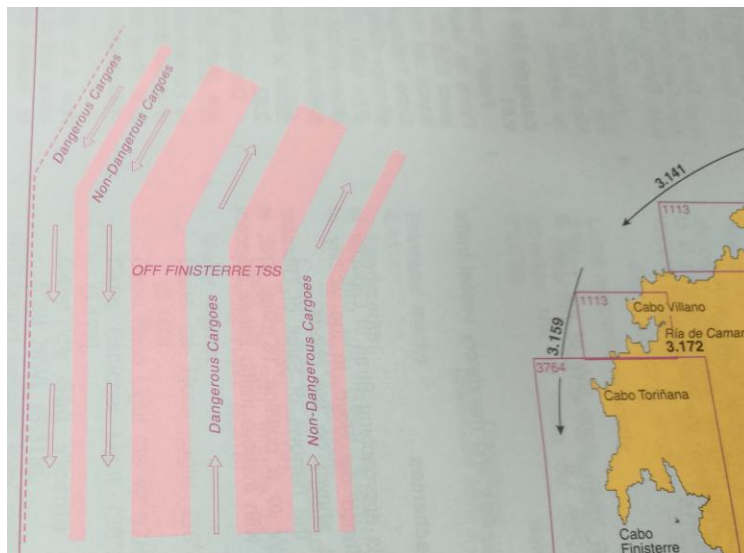 Dangerous Cargoes
Non-Dangerous Cargoes
OFF FINISTERRE TSS
Dangerous Cargoes
Non-Dangerous Cargoes
3.141
1113
1113
Cabo Villano
Ría de Camar
3.172
3.159
3764
Cabo Toriñana
Cabo
Finisterre